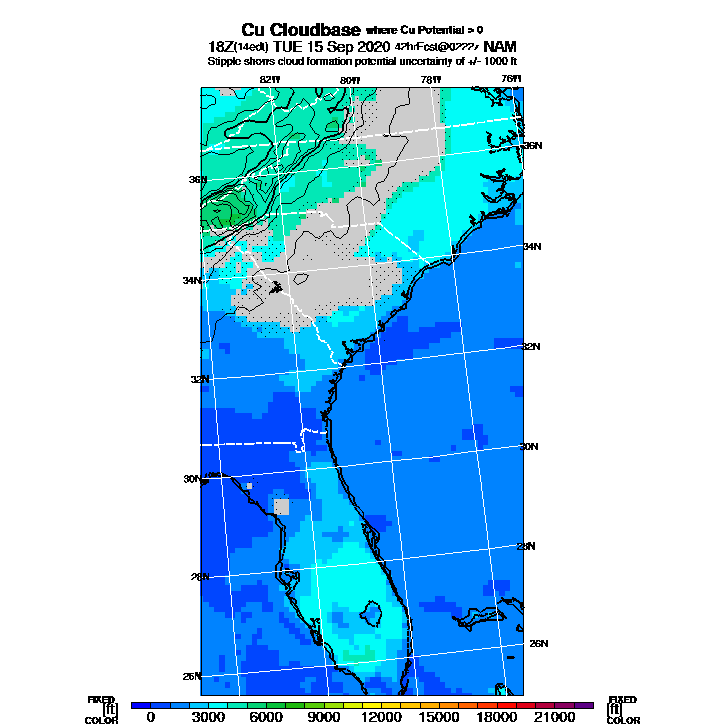 Cu Cloudbase where Cu Potential > 0
18Z(14edt) TUE 15 Sep 2020 42hrFcst@0222z NAM
Stipple shows cloud formation potential uncertainty of +/- 1000 ft
82W 80W 78W 76W
36N 36N
34N 34N
32N 32N
30N 30N
28N 28N
26N 26N
FIXED FIXED
[ft] [ft]
COLOR COLOR
0 3000 6000 9000 12000 15000 18000 21000